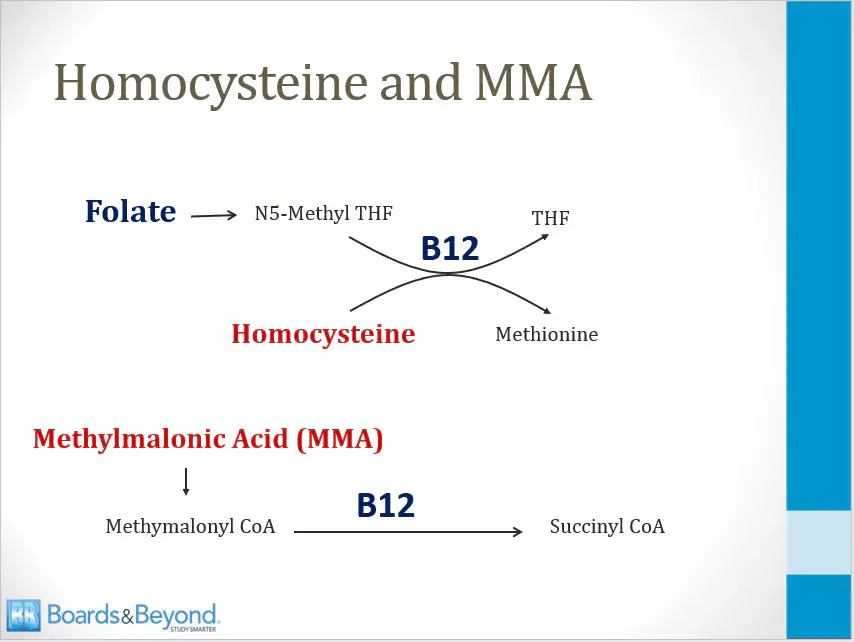 Homocysteine and MMA
Folate
N5-Methyl THF
THF
B12
Homocysteine
Methionine
Methylmalonic Acid (MMA)
B12
Methymalonyl CoA
Succinyl CoA
BB Boards&Beyond.
STUDY SMARTER